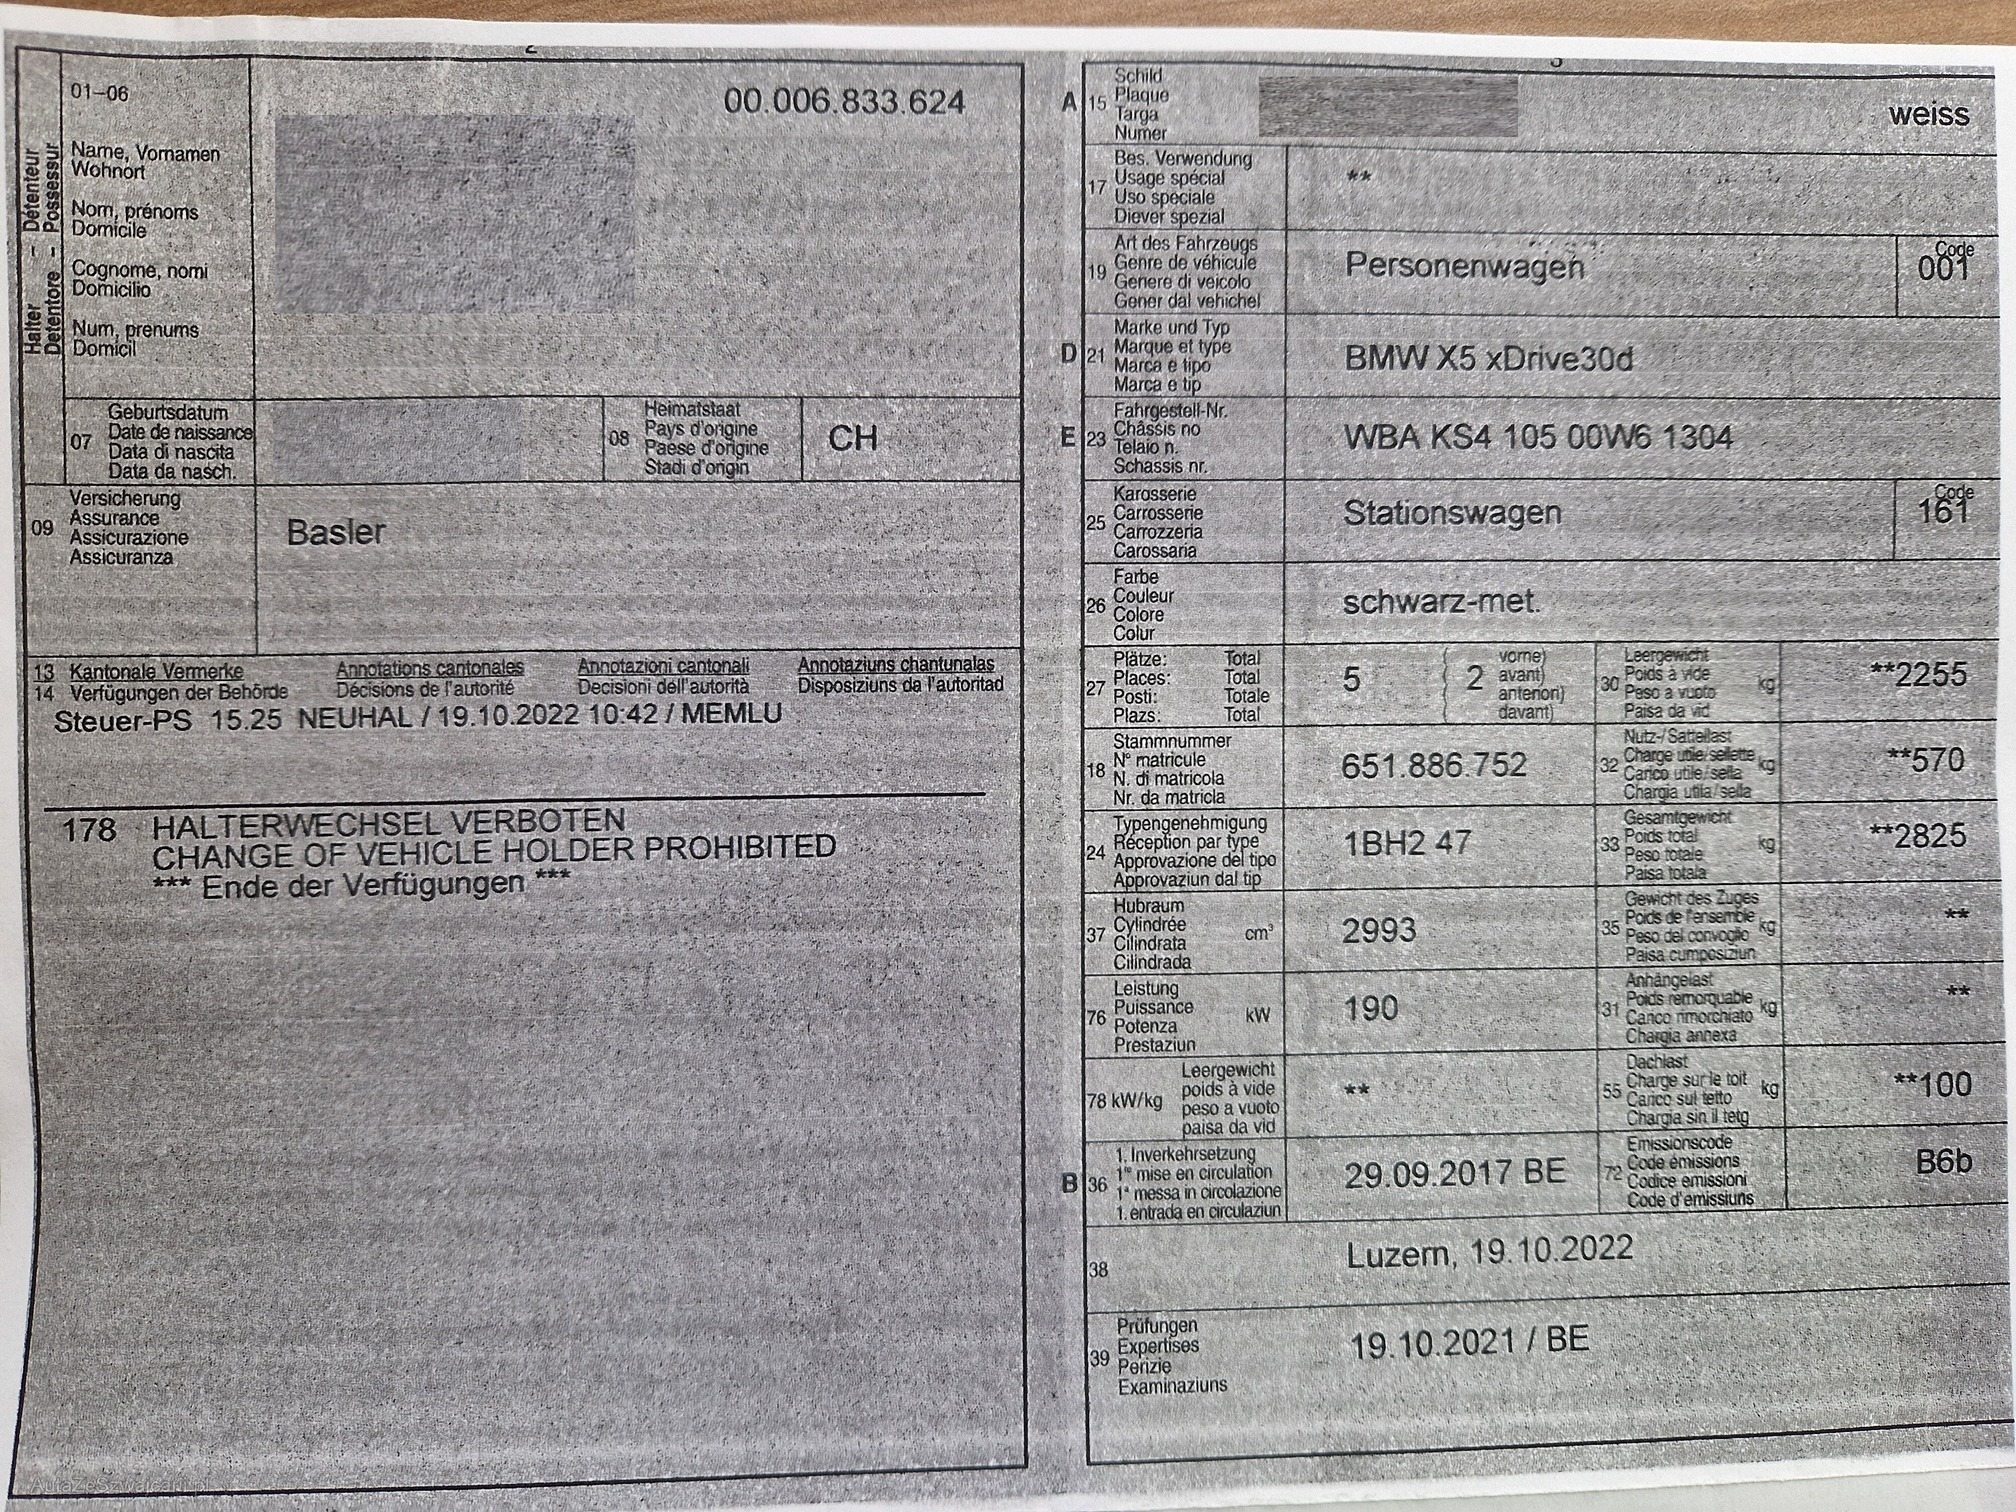 01-06
00.006.833.624
Halter – Détenteur
Detentore – Possessur
Name, Vornamen
Wohnort
Nom, prénoms
Domicile
Cognome, nomi
Domicilio
Num, prenums
Domicil
07
Geburtsdatum
Date de naissance
Data di nascita
Data da nasch.
08
Heimatstaat
Pays d'origine
Paese d'origine
Stadi d'origin
CH
09
Versicherung
Assurance
Assicurazione
Assicuranza
Basler
13 Kantonale Vermerke Annotations cantonales Annotazioni cantonali Annotaziuns chantunalas
14 Verfügungen der Behörde Décisions de l'autorité Decisioni dell'autorità Disposiziuns da l'autoritad
Steuer-PS 15.25 NEUHAL / 19.10.2022 10:42 / MEMLU
178 HALTERWECHSEL VERBOTEN
CHANGE OF VEHICLE HOLDER PROHIBITED
*** Ende der Verfügungen ***
A 15
Schild
Plaque
Targa
Numer
weiss
17
Bes. Verwendung
Usage spécial
Uso speciale
Diever spezial
**
19
Art des Fahrzeugs
Genre de véhicule
Genere di veicolo
Gener dal vehichel
Personenwagen
Code
001
D 21
Marke und Typ
Marque et type
Marca e tipo
Marca e tip
BMW X5 xDrive30d
E 23
Fahrgestell-Nr.
Châssis no
Telaio n.
Schassis nr.
WBA KS4 105 00W6 1304
25
Karosserie
Carrosserie
Carrozzeria
Carossaria
Stationswagen
Code
161
26
Farbe
Couleur
Colore
Colur
schwarz-met.
27
Plätze: Total
Places: Total
Posti: Totale
Plazs: Total
5
2
vorne)
avant)
anteriori)
davant)
30
Leergewicht
Poids à vide
Peso a vuoto
Paisa da vid
kg
**2255
18
Stammnummer
N° matricule
N. di matricola
Nr. da matricla
651.886.752
32
Nutz-/Sattellast
Charge utile/sellette
Carico utile/sella
Chargia utila/sella
kg
**570
24
Typengenehmigung
Réception par type
Approvazione del tipo
Approvaziun dal tip
1BH2 47
33
Gesamtgewicht
Poids total
Peso totale
Paisa totala
kg
**2825
37
Hubraum
Cylindrée
Cilindrata
Cilindrada
cm³
2993
35
Gewicht des Zuges
Poids de l'ensemble
Peso del convoglio
Paisa cumposiziun
kg
**
76
Leistung
Puissance
Potenza
Prestaziun
kW
190
31
Anhängelast
Poids remorquable
Carico rimorchiato
Chargia annexa
kg
**
78 kW/kg
Leergewicht
poids à vide
peso a vuoto
paisa da vid
**
55
Dachlast
Charge sur le toit
Carico sul tetto
Chargia sin il tetg
kg
**100
B 36
1. Inverkehrsetzung
1re mise en circulation
1a messa in circolazione
1. entrada en circulaziun
29.09.2017 BE
72
Emissionscode
Code émissions
Codice emissioni
Code d'emissiuns
B6b
38
Luzern, 19.10.2022
39
Prüfungen
Expertises
Perizie
Examinaziuns
19.10.2021 / BE